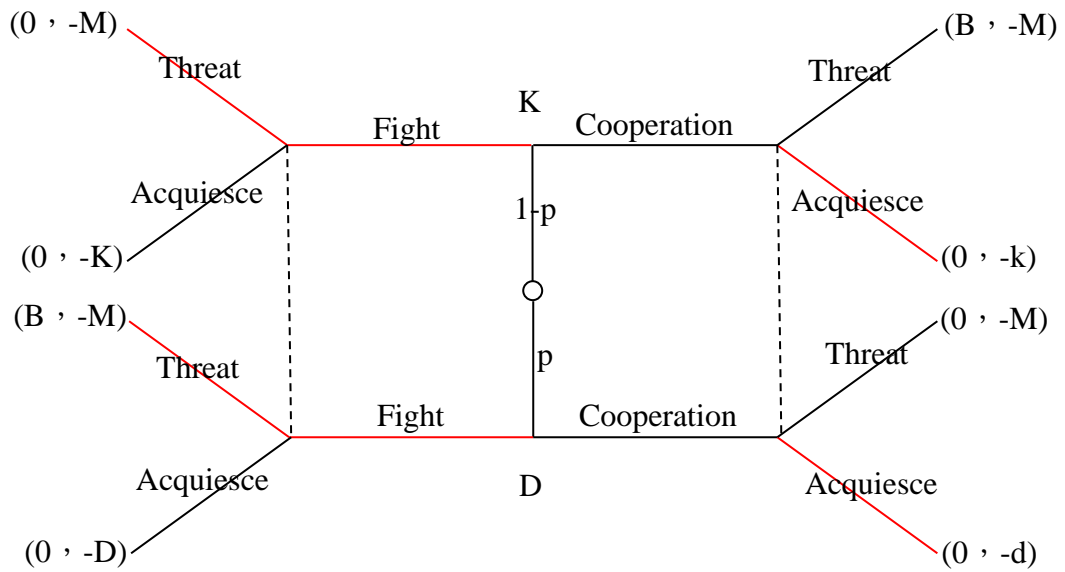 (0，-M)
(B，-M)
Threat
Threat
K
Fight
Cooperation
Acquiesce
Acquiesce
1-p
(0，-K)
(0，-k)
(B，-M)
(0，-M)
Threat
p
Threat
Fight
Cooperation
Acquiesce
D
Acquiesce
(0，-D)
(0，-d)